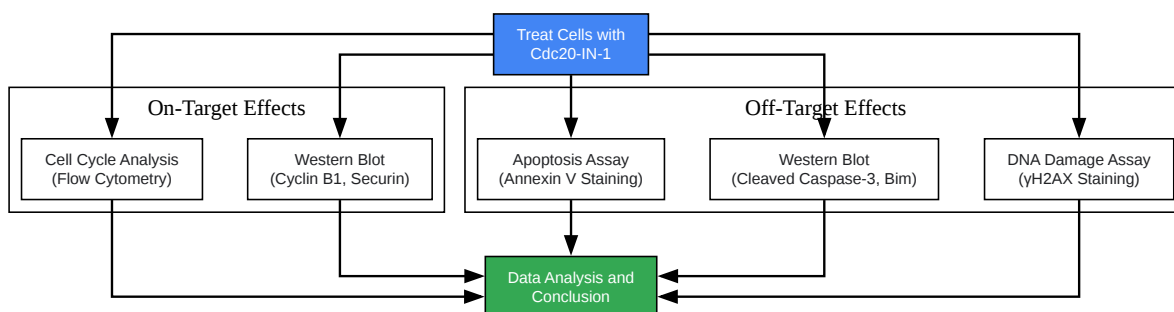 Treat Cells with
Cdc20-IN-1
On-Target Effects
Off-Target Effects
Cell Cycle Analysis
(Flow Cytometry)
Western Blot
(Cyclin B1, Securin)
Apoptosis Assay
(Annexin V Staining)
Western Blot
(Cleaved Caspase-3, Bim)
DNA Damage Assay
(γH2AX Staining)
Data Analysis and
Conclusion